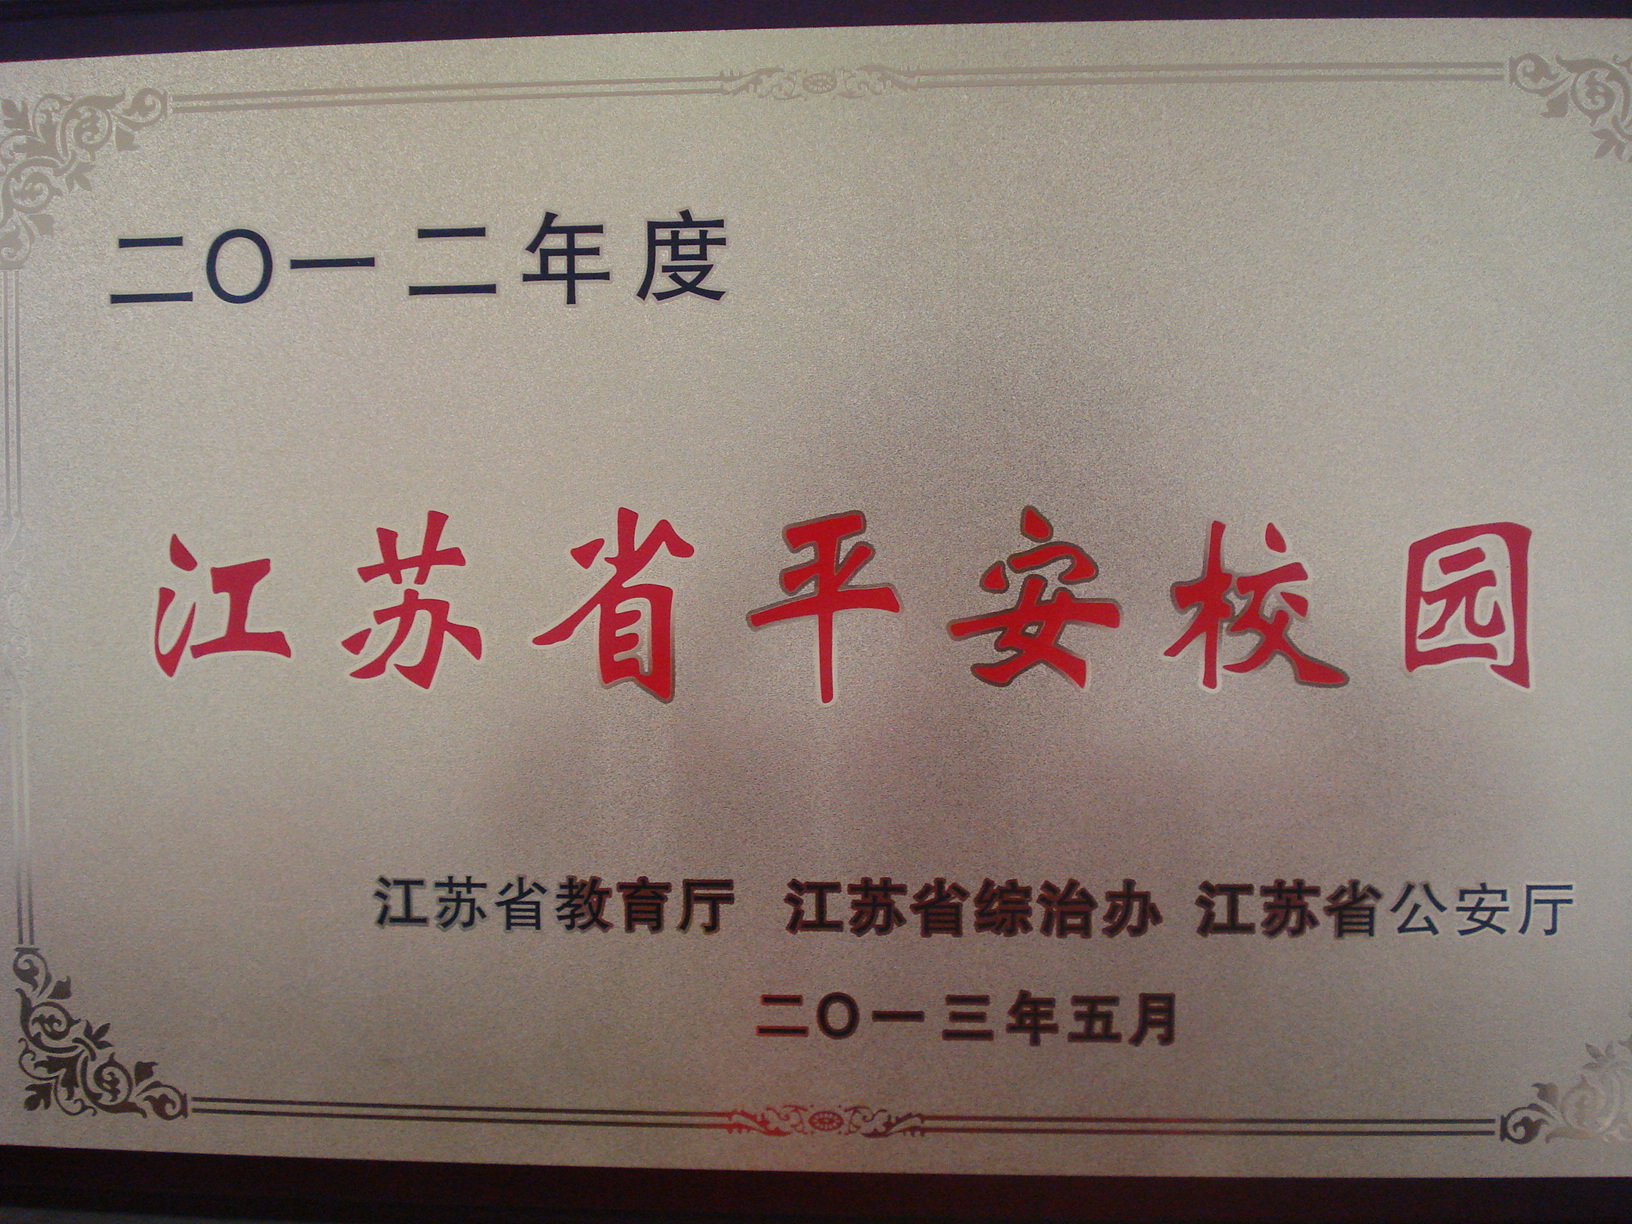 二〇一二年度
江苏省平安校园
江苏省教育厅 江苏省综治办 江苏省公安厅
二〇一三年五月